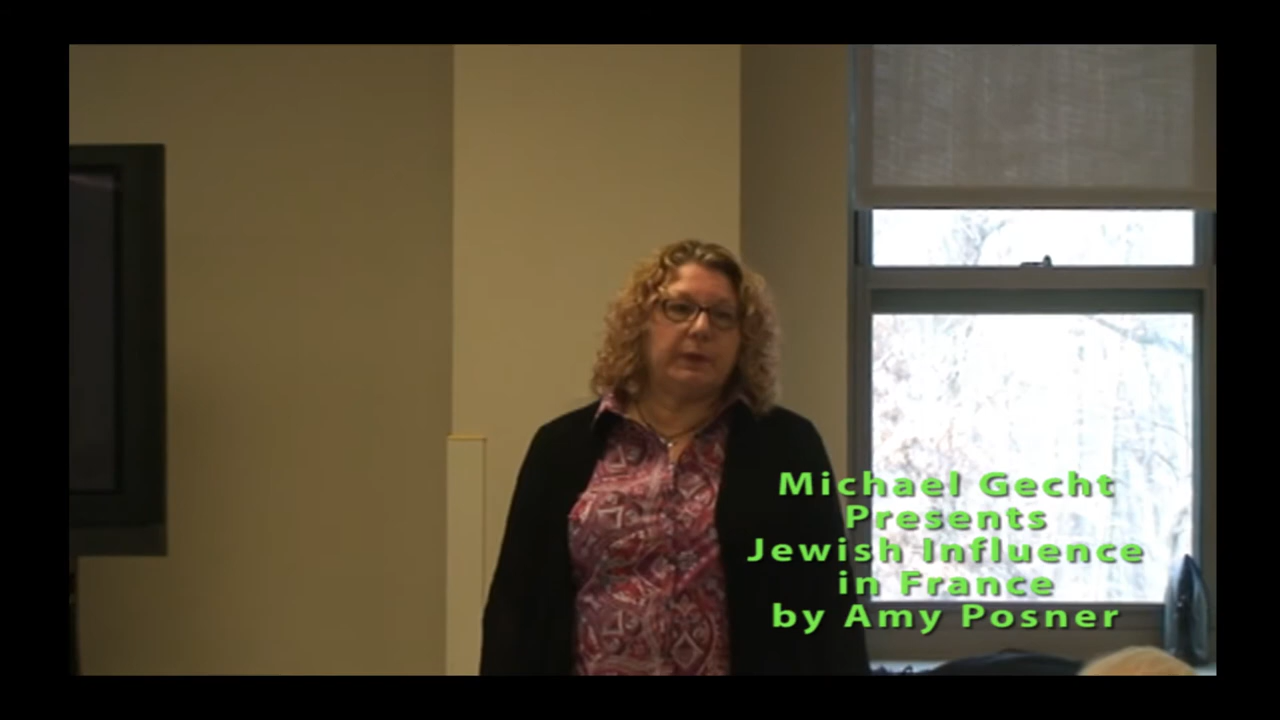 Michael Gecht
Presents
Jewish Influence
in France
by Amy Posner